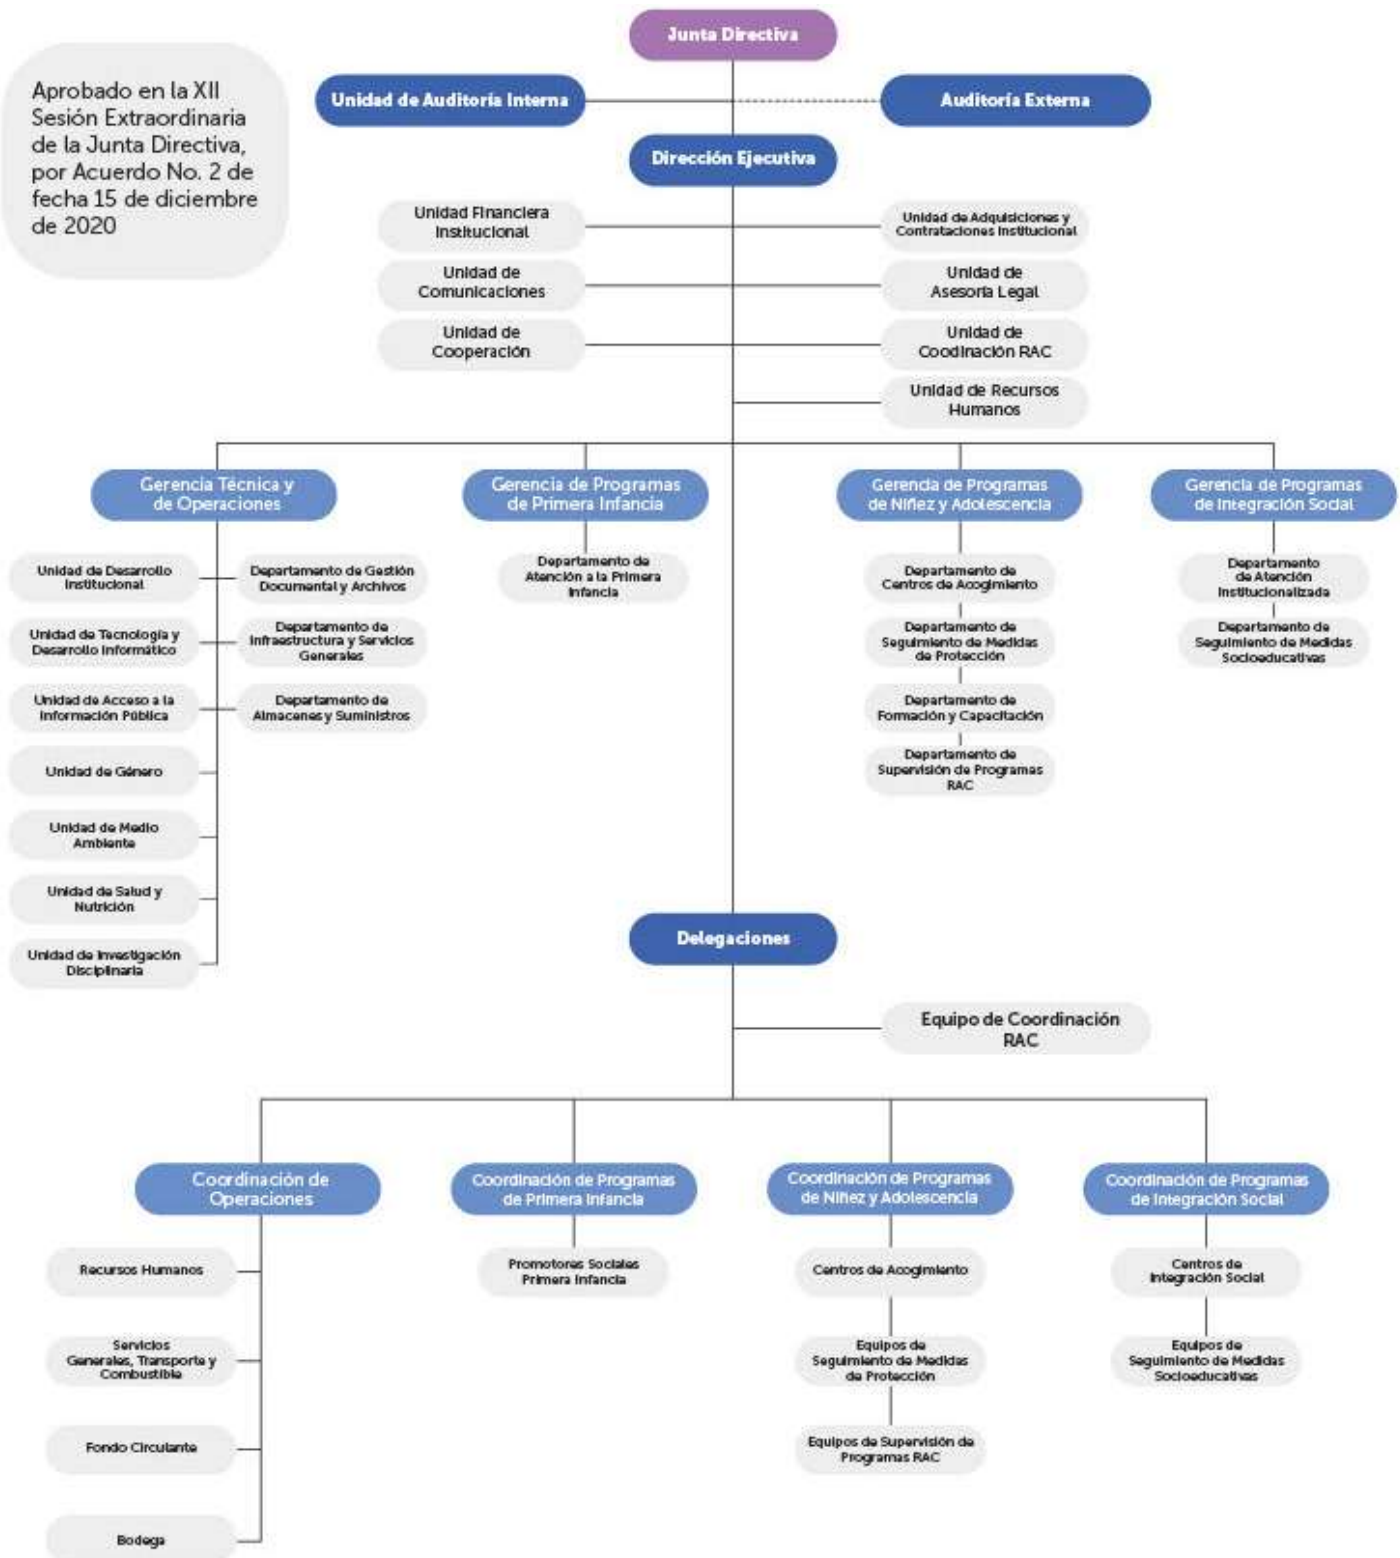 Junta Directiva
Aprobado en la XII
Sesión Extraordinaria
de la Junta Directiva,
por Acuerdo No. 2 de
fecha 15 de diciembre
de 2020
Unidad de Auditoría Interna
Auditoría Externa
Dirección Ejecutiva
Unidad Financiera
Institucional
Unidad de Adquisiciones y
Contrataciones Institucional
Unidad de
Comunicaciones
Unidad de
Asesoría Legal
Unidad de
Cooperación
Unidad de
Coodinación RAC
Unidad de Recursos
Humanos
Gerencia Técnica y
de Operaciones
Gerencia de Programas
de Primera Infancia
Gerencia de Programas
de Niñez y Adolescencia
Gerencia de Programas
de Integración Social
Unidad de Desarrollo
Institucional
Departamento de Gestión
Documental y Archivos
Departamento de
Atención a la Primera
Infancia
Departamento de
Centros de Acogimiento
Departamento
de Atención
Institucionalizada
Unidad de Tecnología y
Desarrollo Informático
Departamento de
Infraestructura y Servicios
Generales
Departamento de
Seguimiento de Medidas
de Protección
Departamento de
Seguimiento de Medidas
Socioeducativas
Unidad de Acceso a la
Información Pública
Departamento de
Almacenes y Suministros
Departamento de
Formación y Capacitación
Unidad de Género
Departamento de
Supervisión de Programas
RAC
Unidad de Medio
Ambiente
Unidad de Salud y
Nutrición
Unidad de Investigación
Disciplinaria
Delegaciones
Equipo de Coordinación
RAC
Coordinación de
Operaciones
Coordinación de Programas
de Primera Infancia
Coordinación de Programas
de Niñez y Adolescencia
Coordinación de Programas
de Integración Social
Recursos Humanos
Promotores Sociales
Primera Infancia
Centros de Acogimiento
Centros de
Integración Social
Servicios
Generales, Transporte y
Combustible
Equipos de
Seguimiento de Medidas
de Protección
Equipos de
Seguimiento de Medidas
Socioeducativas
Fondo Circulante
Equipos de Supervisión de
Programas RAC
Bodega